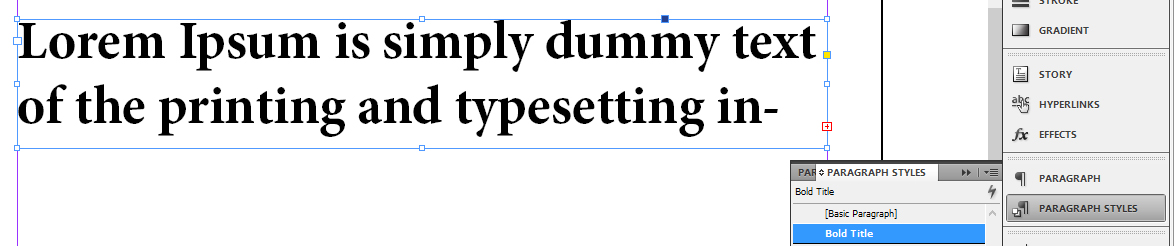 Lorem Ipsum is simply dummy text
of the printing and typesetting in-
STROKE
GRADIENT
STORY
HYPERLINKS
EFFECTS
PARAGRAPH
PARAGRAPH STYLES
PAR PARAGRAPH STYLES
Bold Title
[Basic Paragraph]
Bold Title